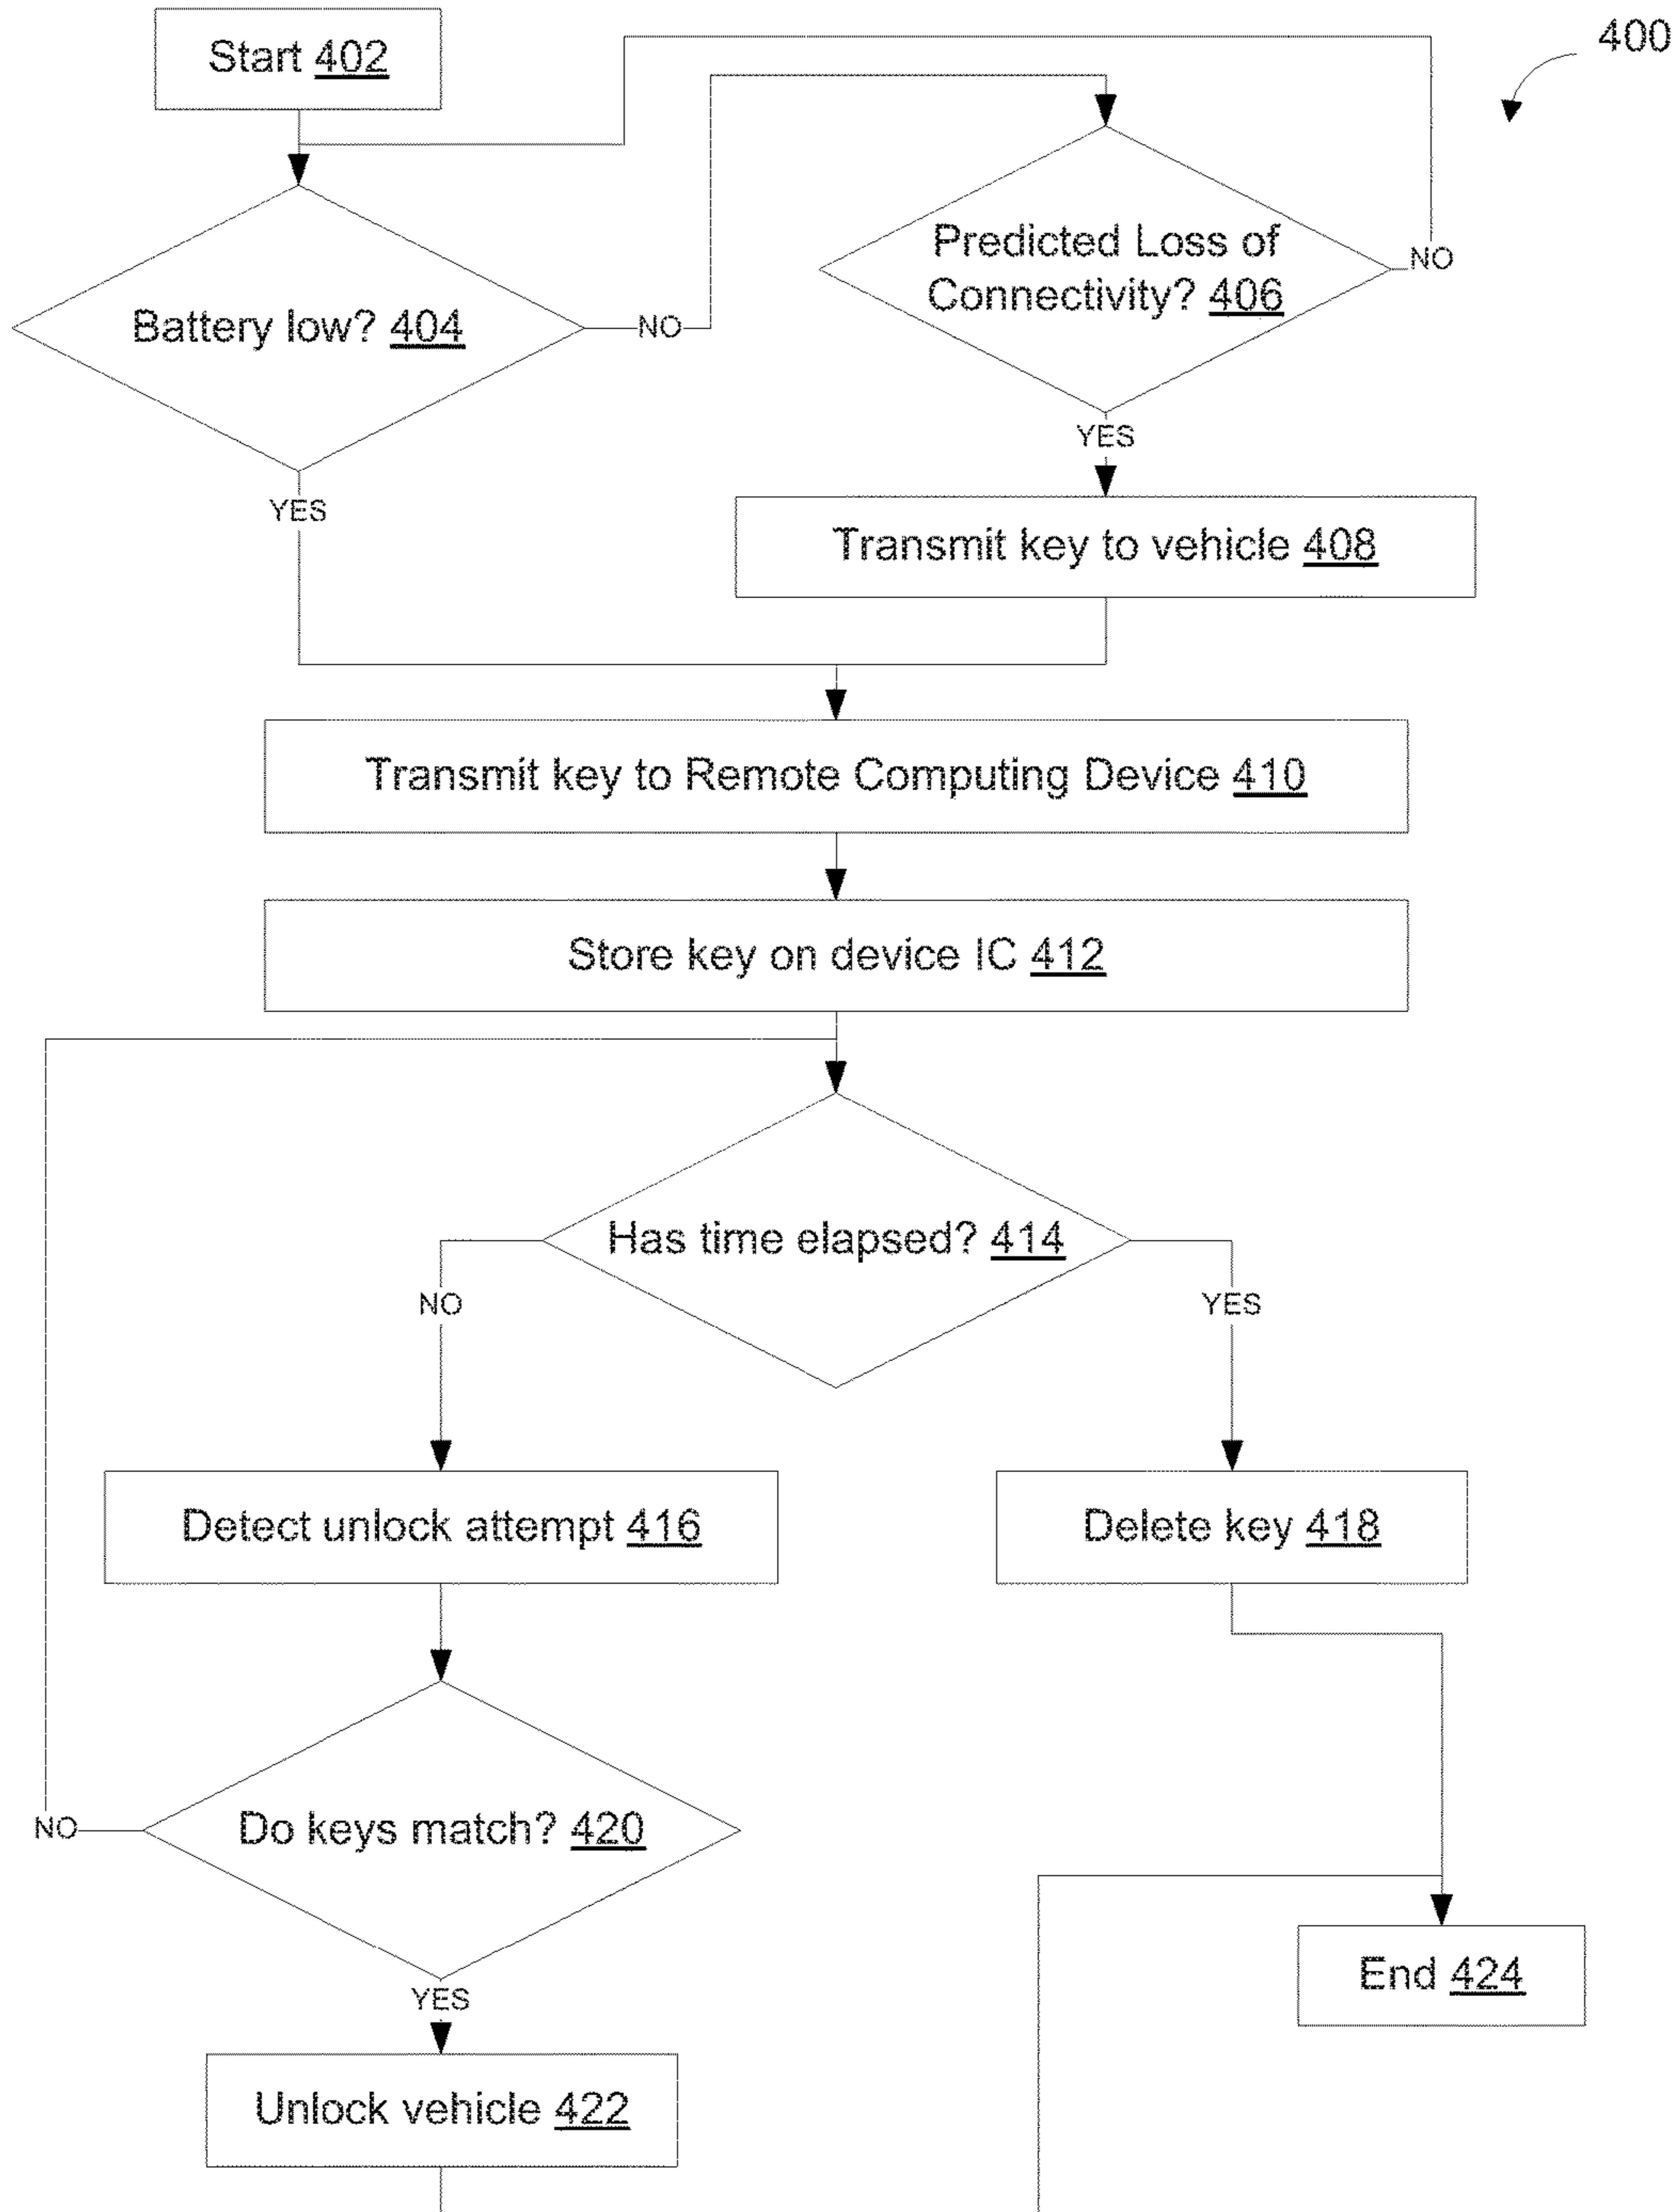 400
Start 402
Predicted Loss of
Connectivity? 406
NO
Battery low? 404
NO
YES
YES
Transmit key to vehicle 408
Transmit key to Remote Computing Device 410
Store key on device IC 412
Has time elapsed? 414
NO
YES
Detect unlock attempt 416
Delete key 418
Do keys match? 420
NO
YES
End 424
Unlock vehicle 422